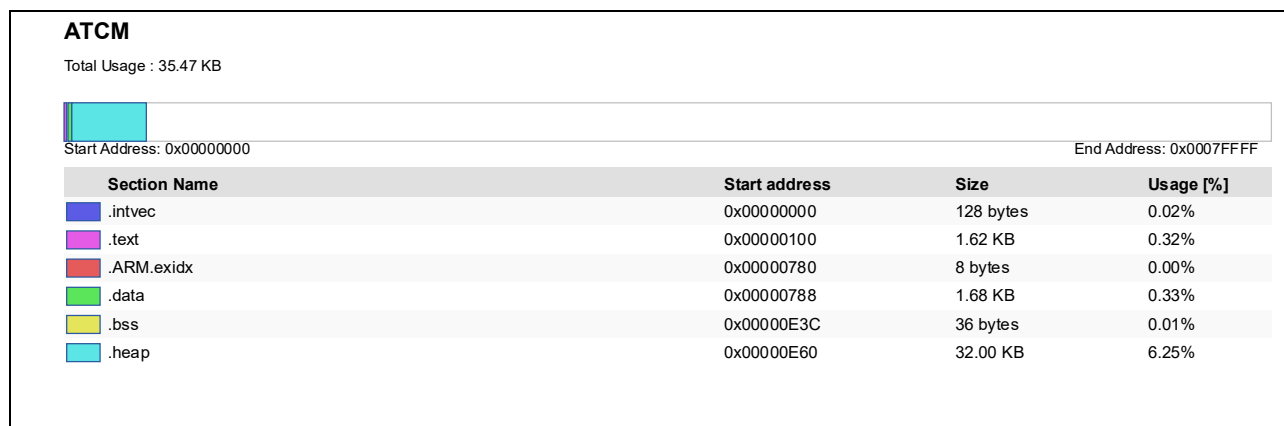 ATCM
Total Usage : 35.47 KB
Start Address: 0x00000000 End Address: 0x0007FFFF
Section Name Start address Size Usage [%]
.intvec 0x00000000 128 bytes 0.02%
.text 0x00000100 1.62 KB 0.32%
.ARM.exidx 0x00000780 8 bytes 0.00%
.data 0x00000788 1.68 KB 0.33%
.bss 0x00000E3C 36 bytes 0.01%
.heap 0x00000E60 32.00 KB 6.25%